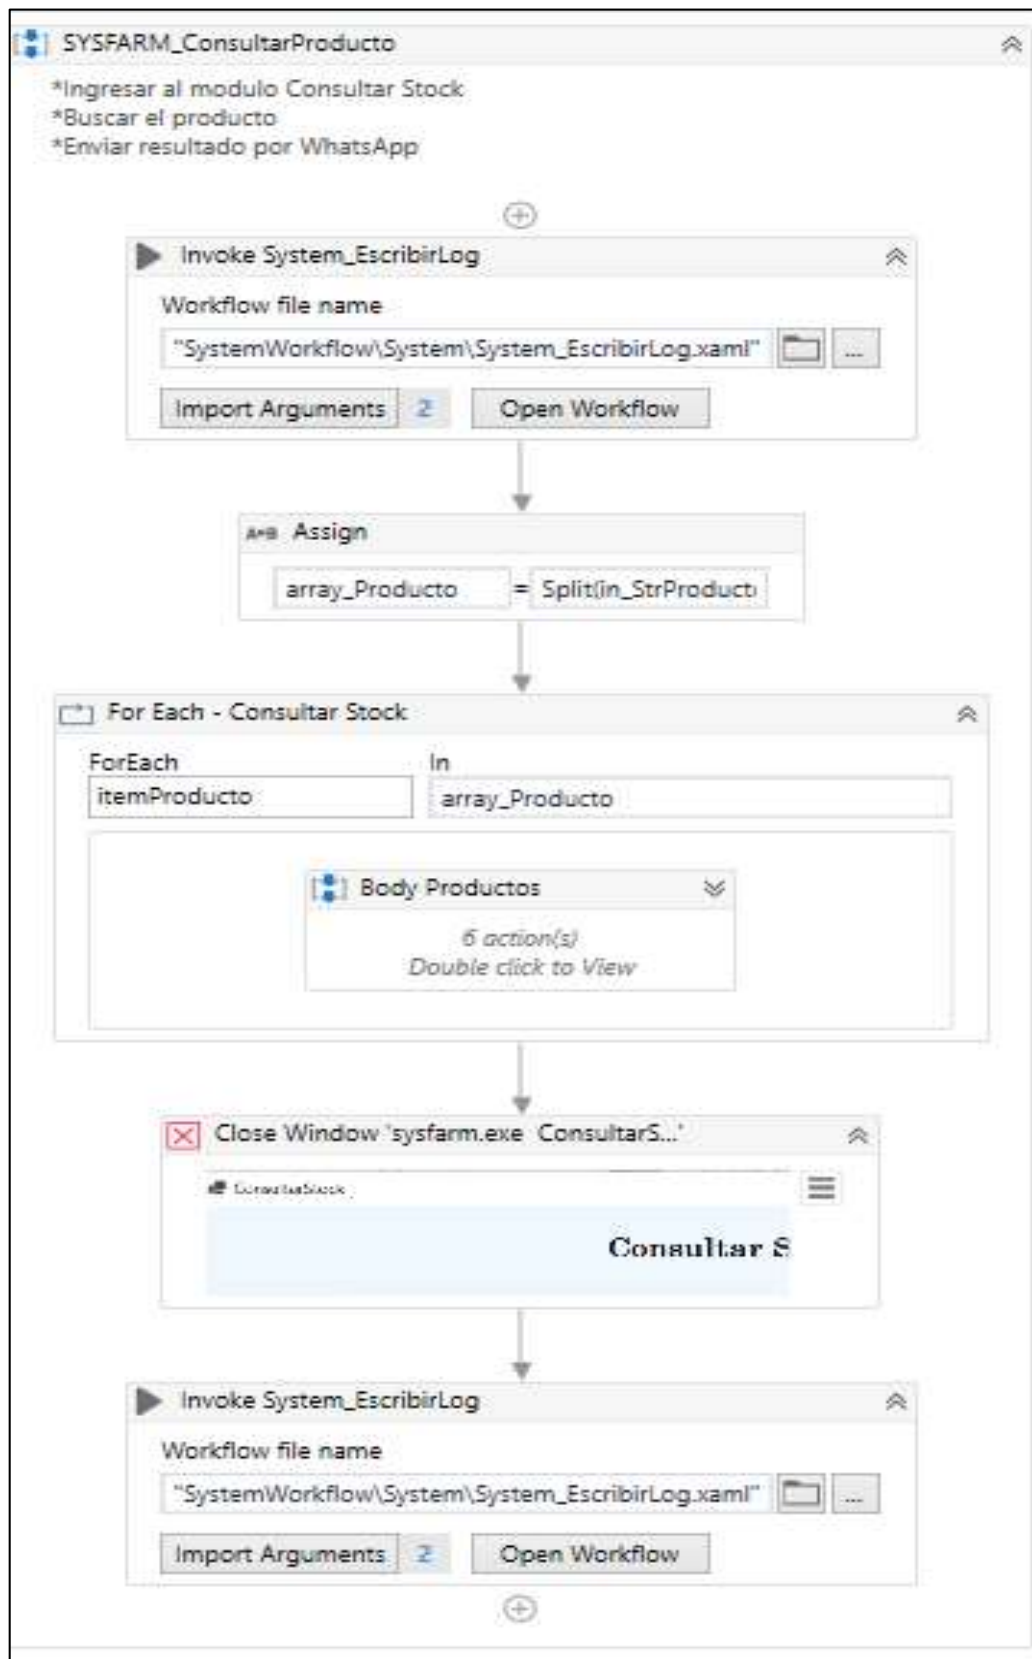 SYSFARM_ConsultarProducto
*Ingresar al modulo Consultar Stock
*Buscar el producto
*Enviar resultado por WhatsApp
Invoke System_EscribirLog
Workflow file name
"SystemWorkflow\System\System_EscribirLog.xaml" ...
Import Arguments 2 Open Workflow
A+B Assign
array_Producto = Split(in_StrProduct
For Each - Consultar Stock
ForEach In
itemProducto array_Producto
Body Productos
6 action(s)
Double click to View
Close Window 'sysfarm.exe ConsultarS...'
ConsultarStock
Consultar S
Invoke System_EscribirLog
Workflow file name
"SystemWorkflow\System\System_EscribirLog.xaml" ...
Import Arguments 2 Open Workflow